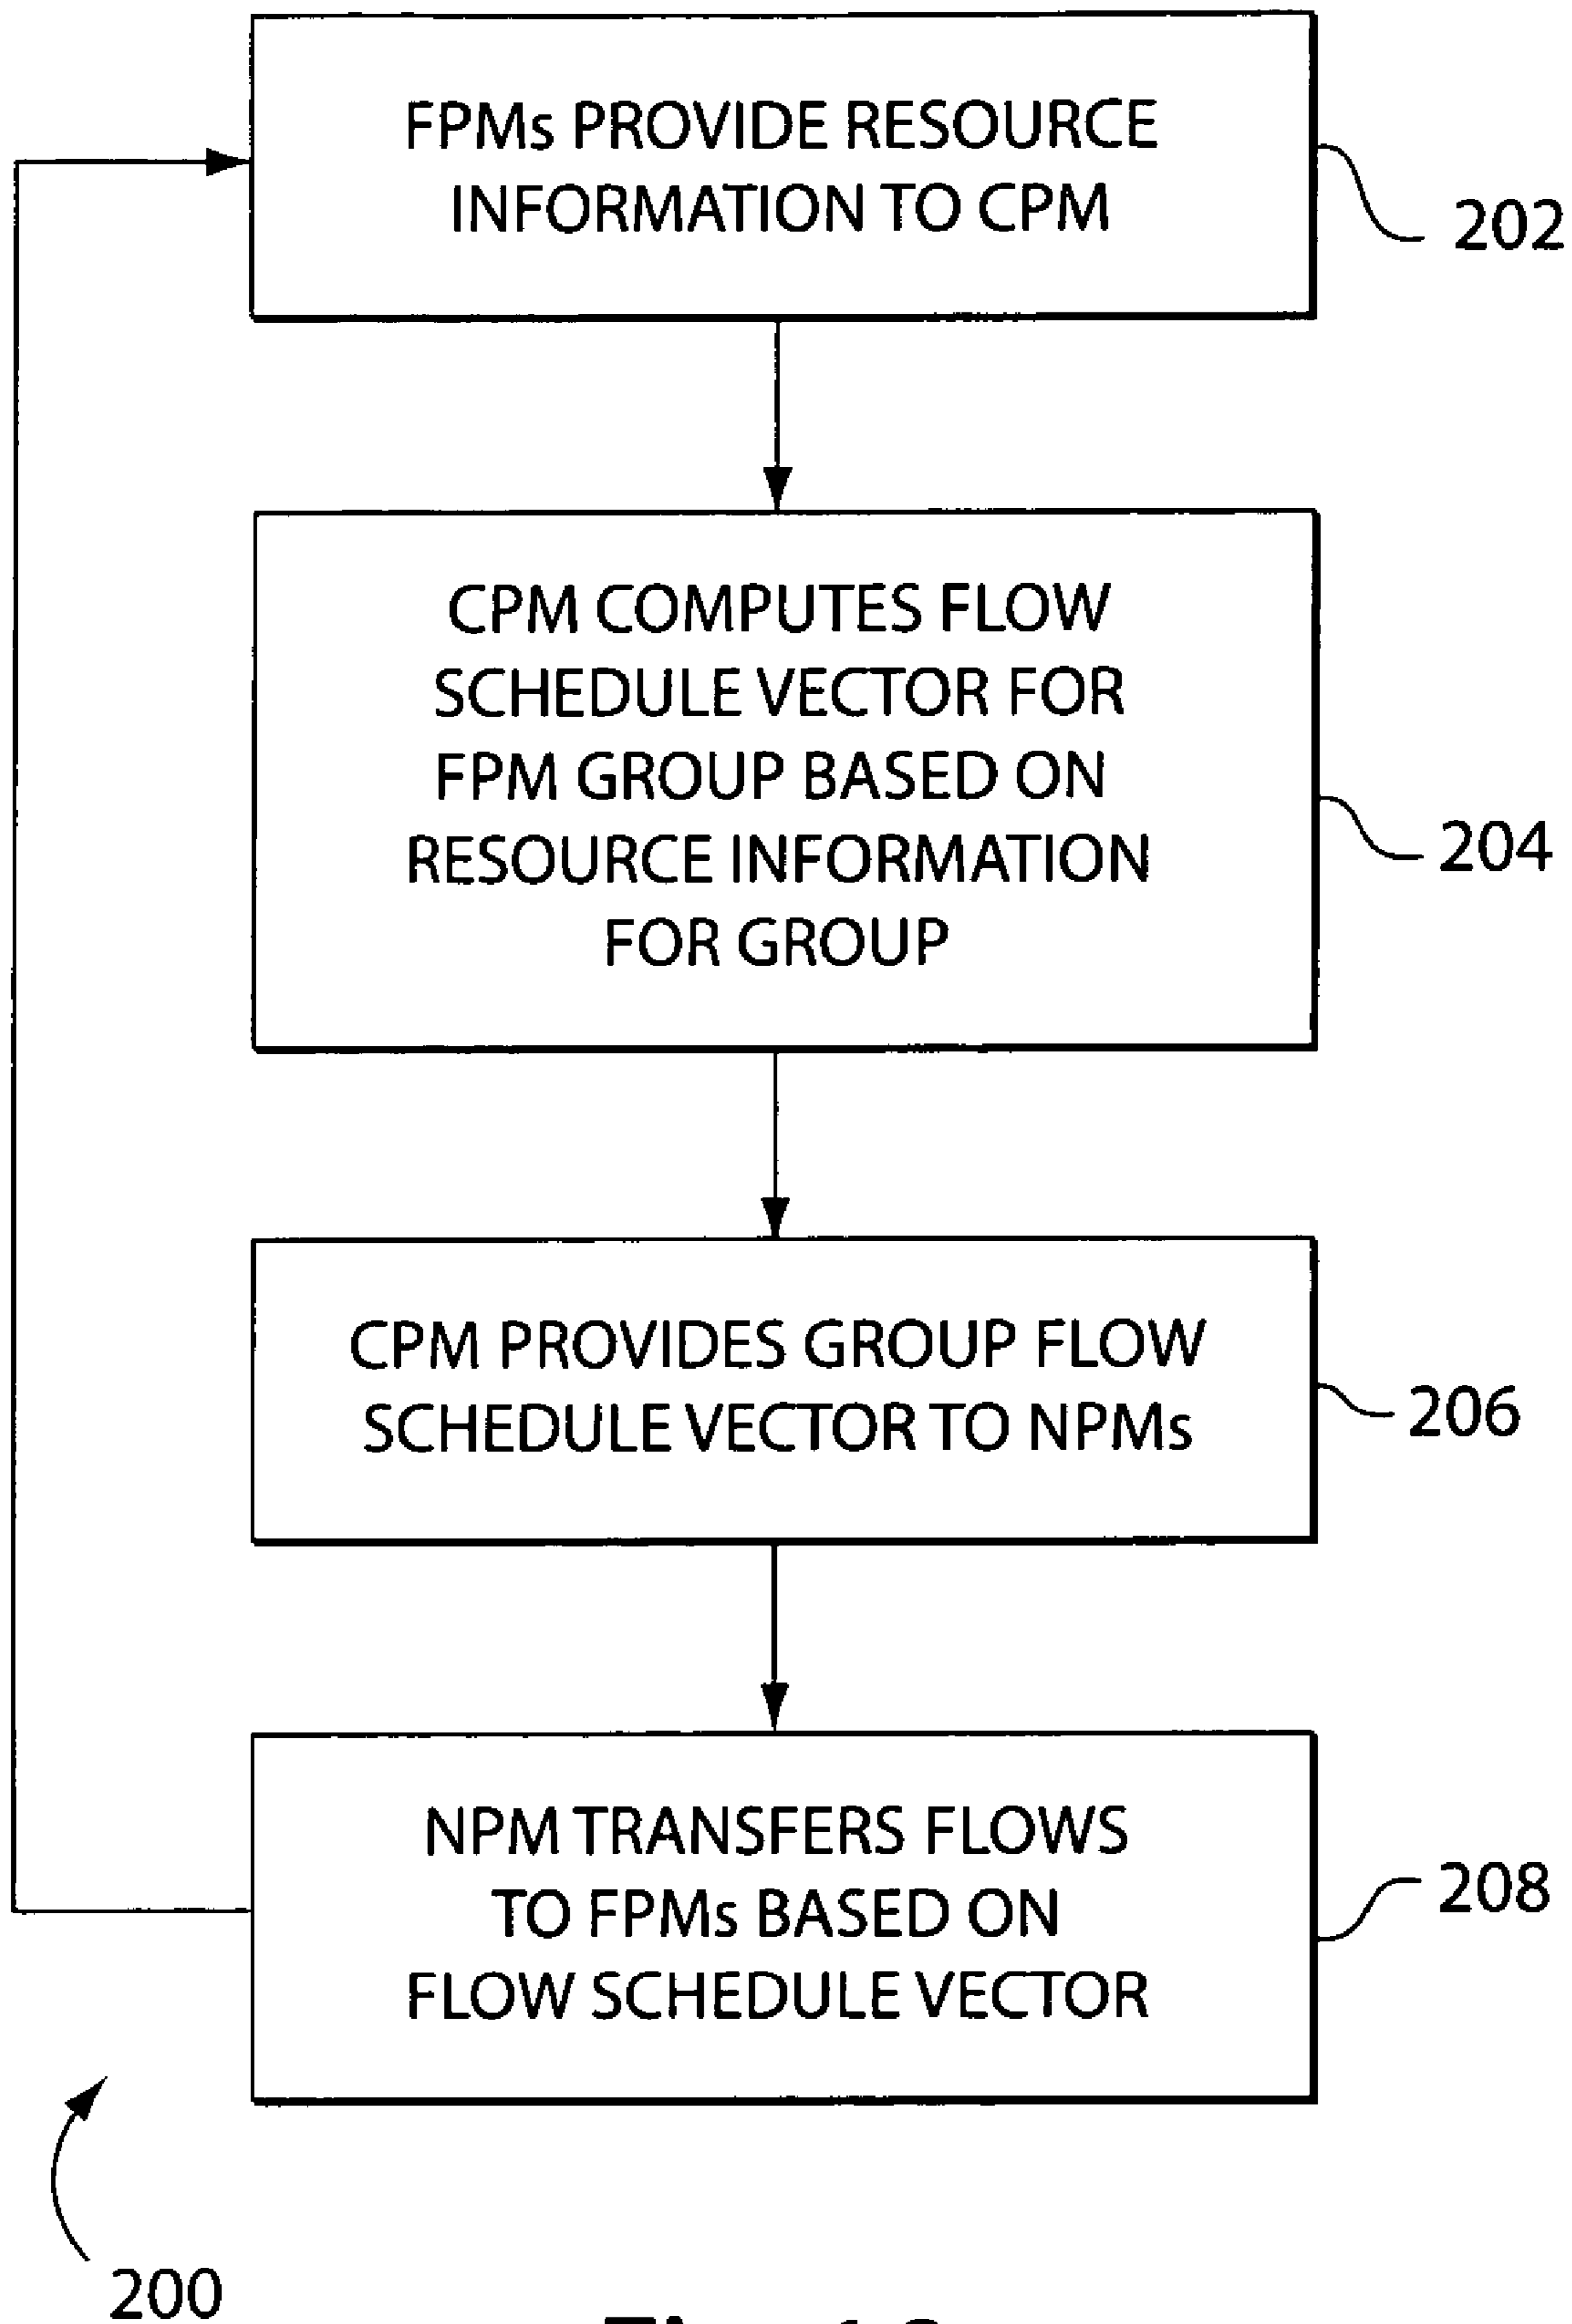 FPMs PROVIDE RESOURCE
INFORMATION TO CPM
202
CPM COMPUTES FLOW
SCHEDULE VECTOR FOR
FPM GROUP BASED ON
RESOURCE INFORMATION
FOR GROUP
204
CPM PROVIDES GROUP FLOW
SCHEDULE VECTOR TO NPMs
206
NPM TRANSFERS FLOWS
TO FPMs BASED ON
FLOW SCHEDULE VECTOR
208
200